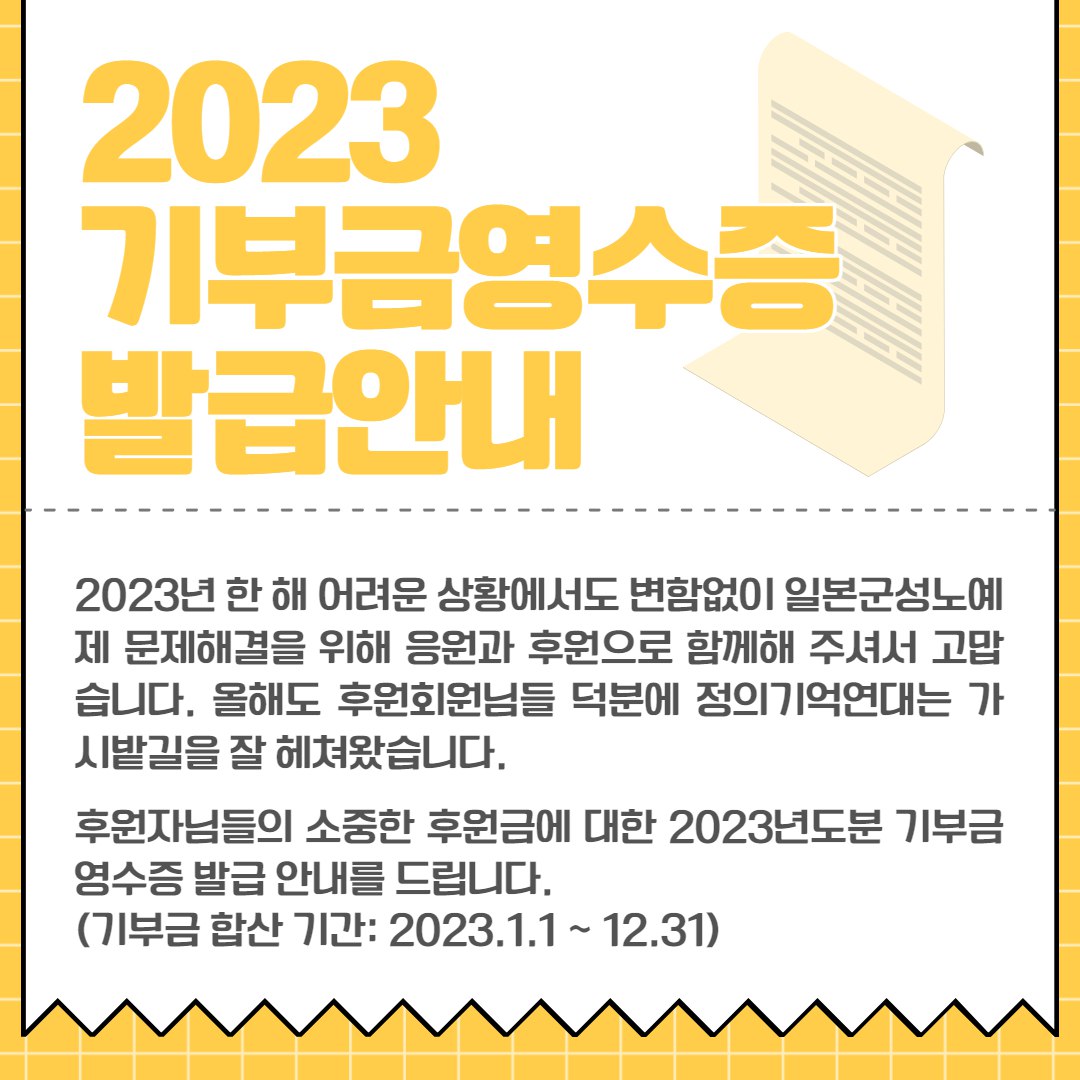 2023
기부금영수증
발급안내
2023년 한 해 어려운 상황에서도 변함없이 일본군성노예
제 문제해결을 위해 응원과 후원으로 함께해 주셔서 고맙
습니다. 올해도 후원회원님들 덕분에 정의기억연대는 가
시밭길을 잘 헤쳐왔습니다.
후원자님들의 소중한 후원금에 대한 2023년도분 기부금
영수증 발급 안내를 드립니다.
(기부금 합산 기간: 2023.1.1 ~ 12.31)